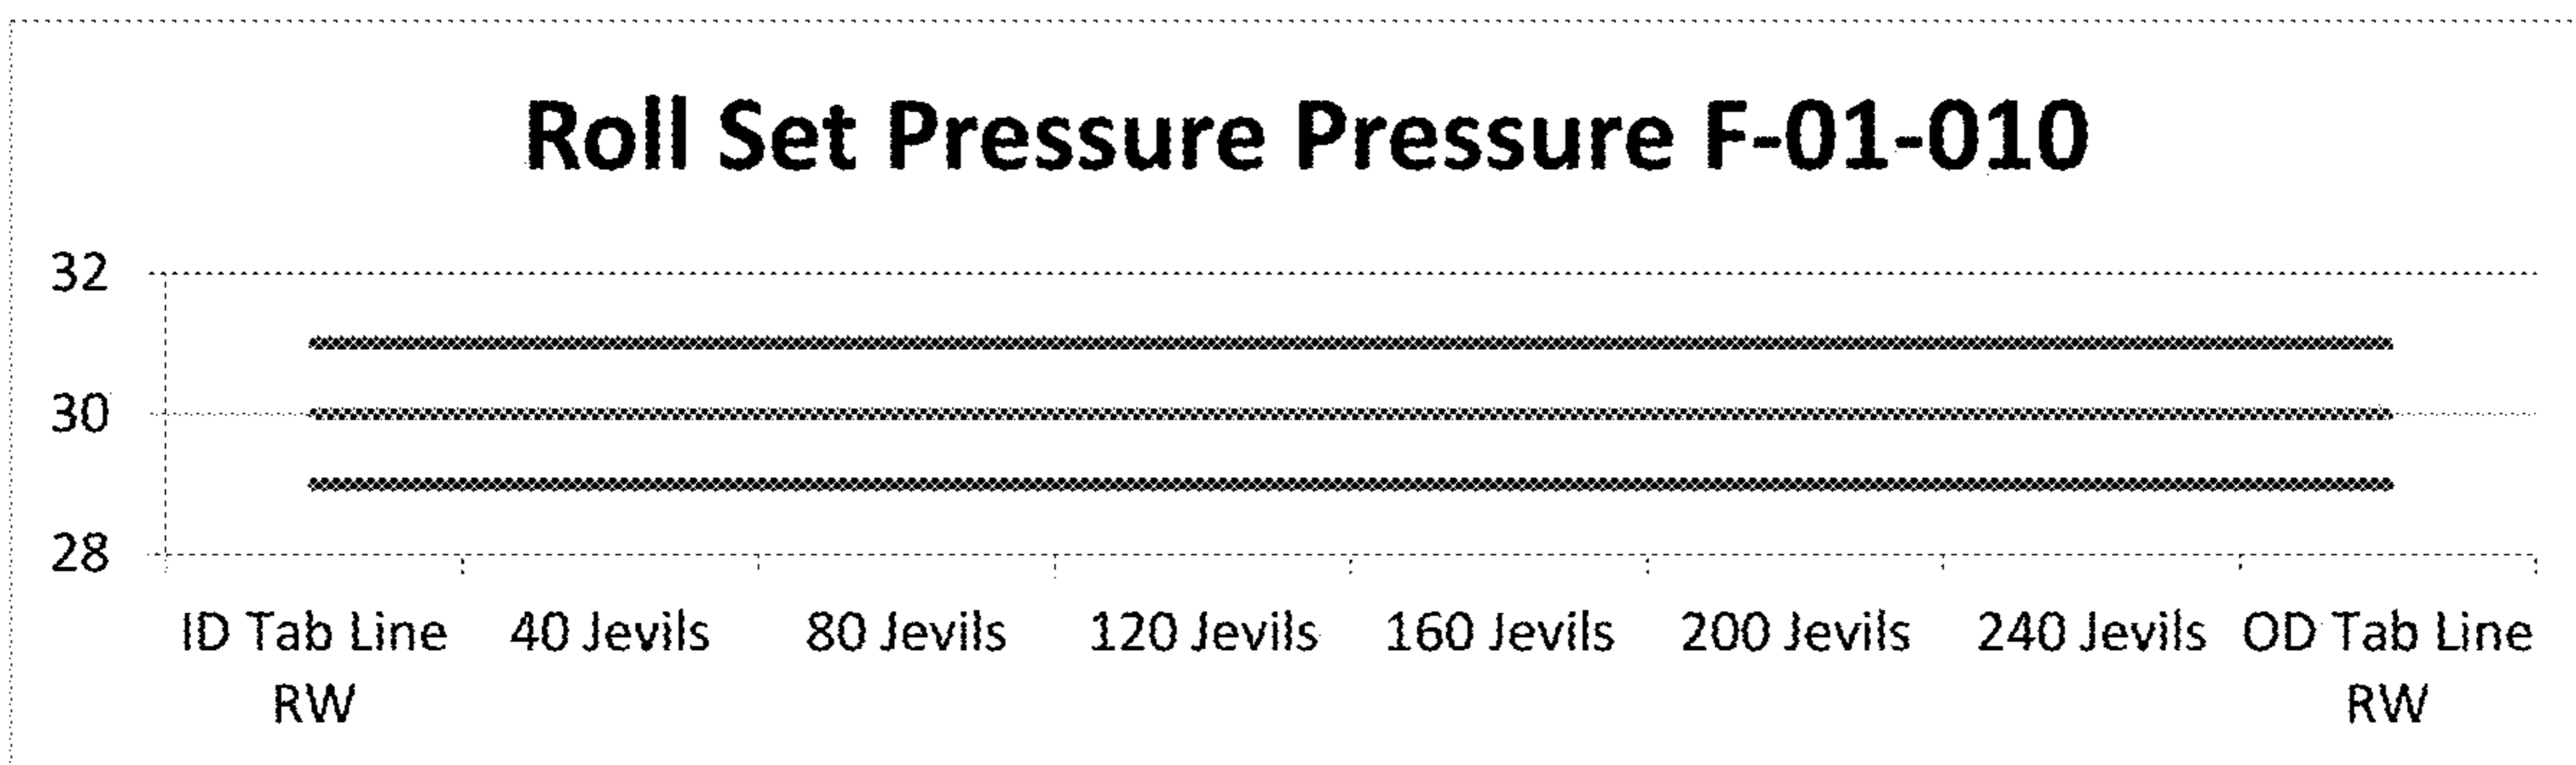 Roll Set Pressure Pressure F-01-010
32
30
28
ID Tab Line RW
40 Jevils
80 Jevils
120 Jevils
160 Jevils
200 Jevils
240 Jevils
OD Tab Line RW